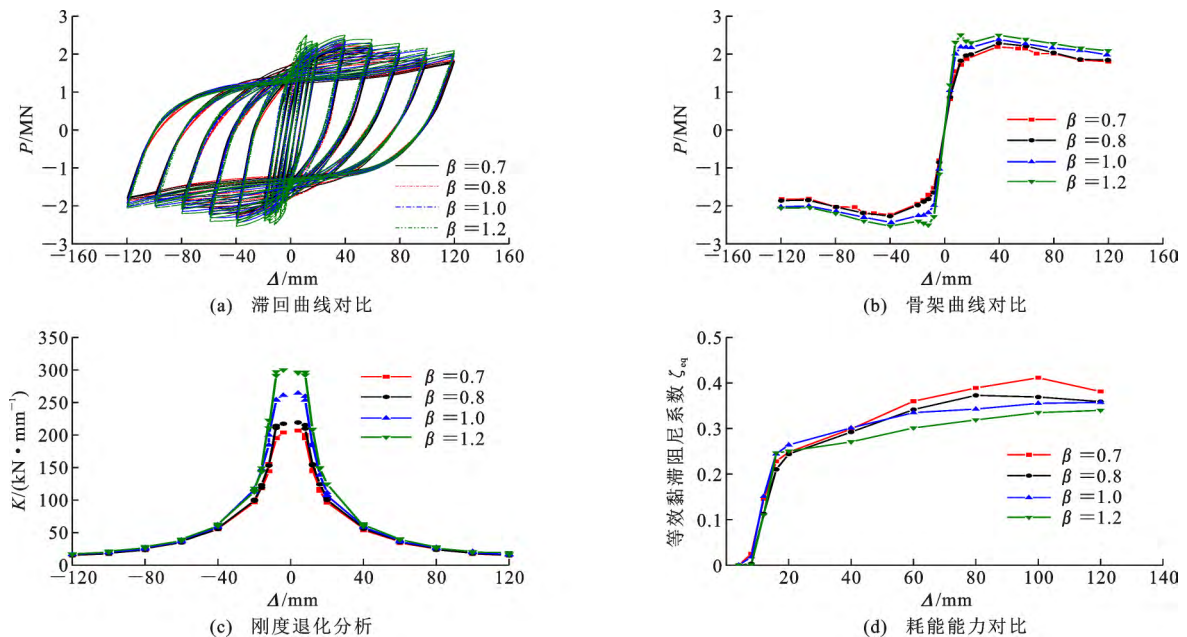 P/MN
3
2
1
0
−1
−2
−3
−160 −120 −80 −40 0 40 80 120 160
Δ/mm
β=0.7
β=0.8
β=1.0
β=1.2
(a) 滞回曲线对比
P/MN
3
2
1
0
−1
−2
−3
−160 −120 −80 −40 0 40 80 120 160
Δ/mm
β=0.7
β=0.8
β=1.0
β=1.2
(b) 骨架曲线对比
K/(kN·mm⁻¹)
350
300
250
200
150
100
50
0
−120 −80 −40 0 40 80 120
Δ/mm
β=0.7
β=0.8
β=1.0
β=1.2
(c) 刚度退化分析
等效黏滞阻尼系数 ζeq
0.5
0.4
0.3
0.2
0.1
0
20 40 60 80 100 120
Δ/mm
β=0.7
β=0.8
β=1.0
β=1.2
(d) 耗能能力对比